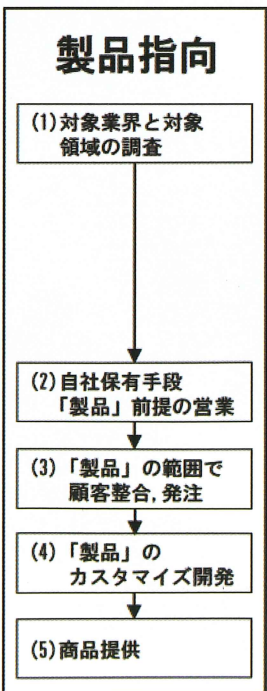 製品指向
(1)対象業界と対象
領域の調査
(2)自社保有手段
「製品」前提の営業
(3)「製品」の範囲で
顧客整合,発注
(4)「製品」の
カスタマイズ開発
(5)商品提供